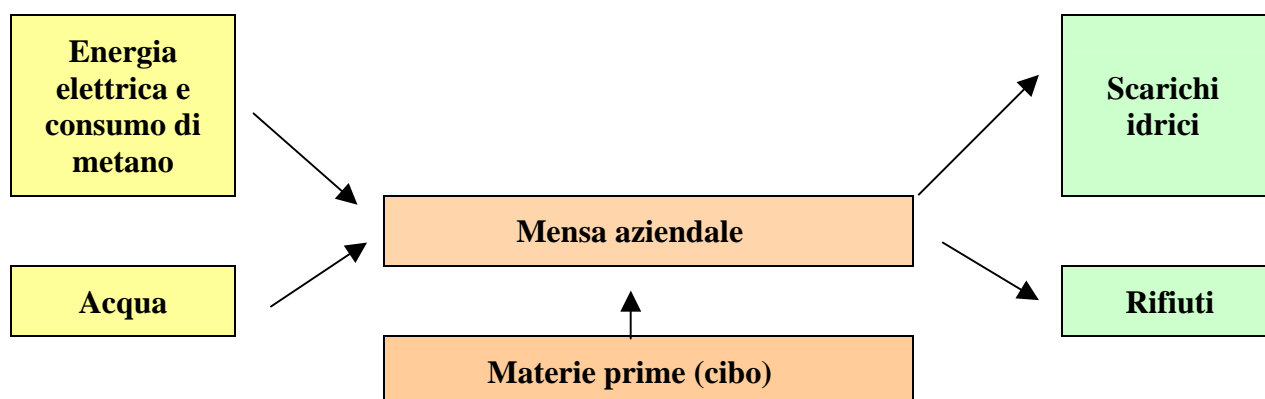 Energia
elettrica e
consumo di
metano
Scarichi
idrici
Mensa aziendale
Acqua
Rifiuti
Materie prime (cibo)